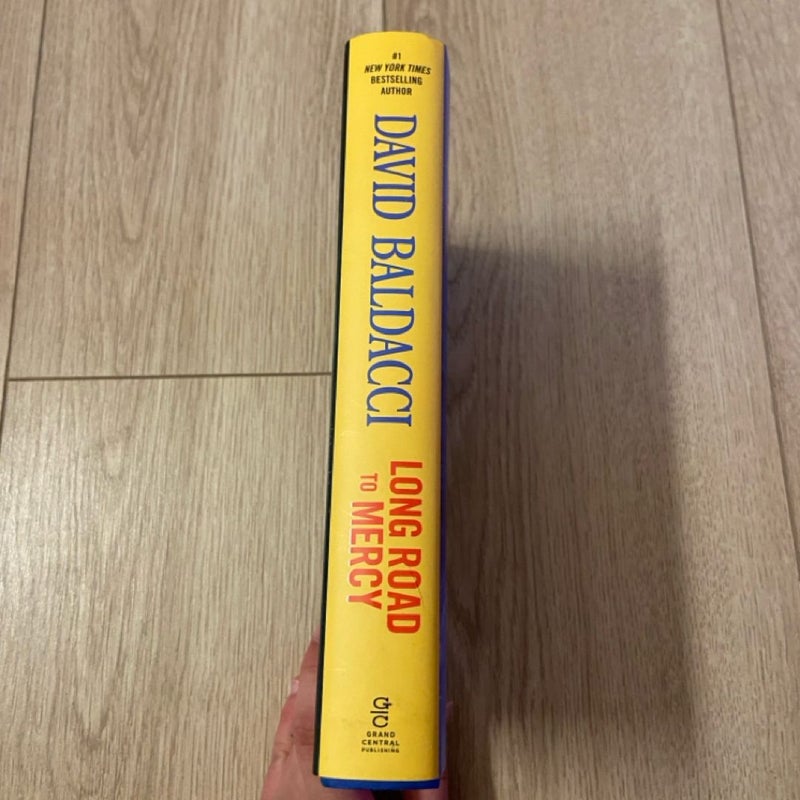 #1
NEW YORK TIMES
BESTSELLING
AUTHOR
DAVID BALDACCI
LONG ROAD
TO MERCY
GRAND
CENTRAL
PUBLISHING